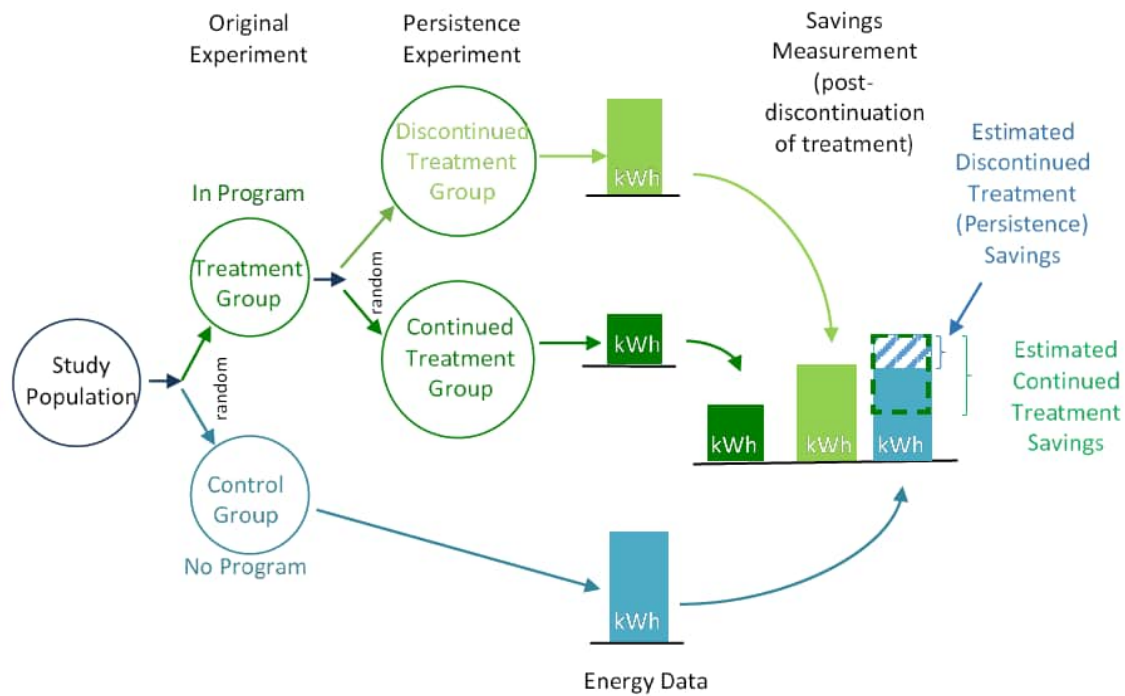 Original
Experiment
Persistence
Experiment
Savings
Measurement
(post-
discontinuation
of treatment)
Estimated
Discontinued
Treatment
(Persistence)
Savings
Discontinued
Treatment
Group
kWh
In Program
Treatment
Group
random
Continued
Treatment
Group
kWh
Study
Population
random
kWh
kWh
kWh
Estimated
Continued
Treatment
Savings
Control
Group
No Program
kWh
Energy Data